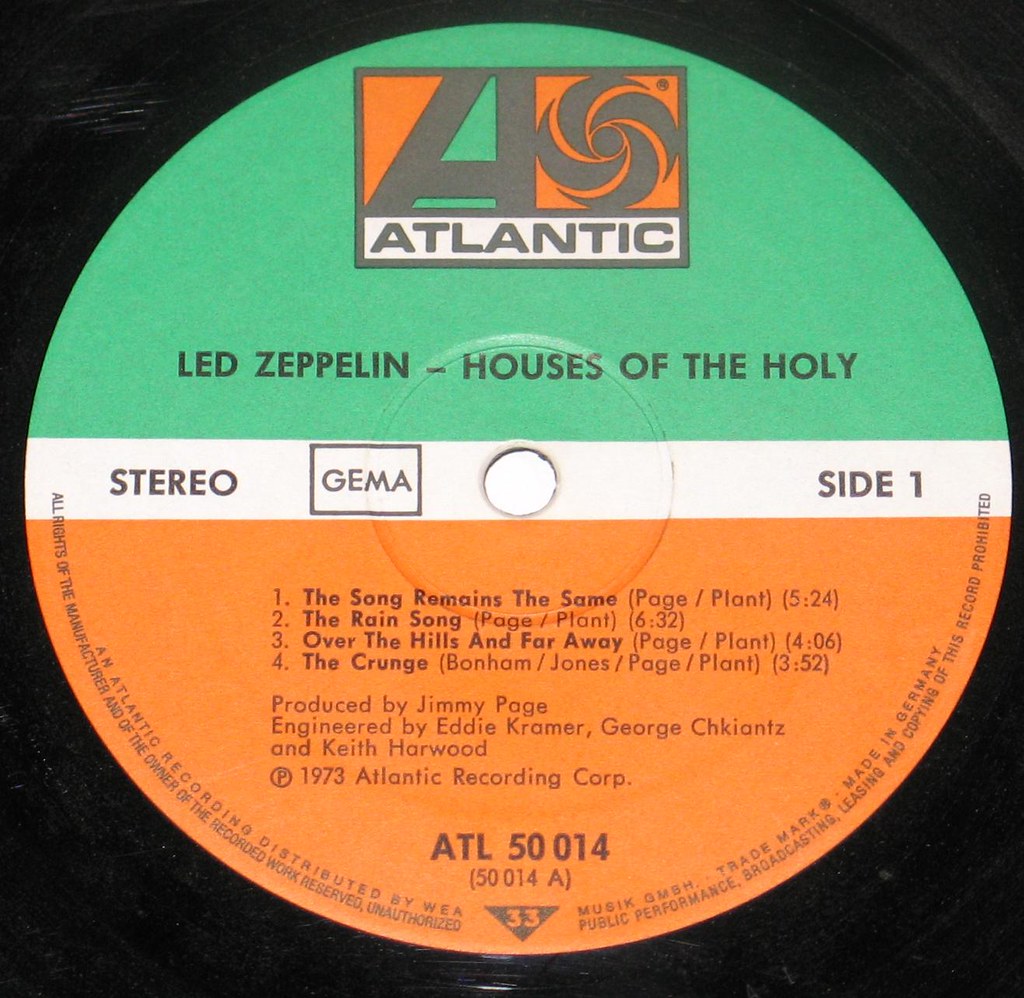 ATLANTIC
®
LED ZEPPELIN – HOUSES OF THE HOLY
STEREO
GEMA
SIDE 1
1. The Song Remains The Same (Page / Plant) (5:24)
2. The Rain Song (Page / Plant) (6:32)
3. Over The Hills And Far Away (Page / Plant) (4:06)
4. The Crunge (Bonham / Jones / Page / Plant) (3:52)
Produced by Jimmy Page
Engineered by Eddie Kramer, George Chkiantz
and Keith Harwood
℗ 1973 Atlantic Recording Corp.
ATL 50 014
(50 014 A)
33
AN ATLANTIC RECORDING DISTRIBUTED BY WEA MUSIK GMBH. · TRADE MARK® · MADE IN GERMANY
ALL RIGHTS OF THE MANUFACTURER AND OF THE OWNER OF THE RECORDED WORK RESERVED, UNAUTHORIZED PUBLIC PERFORMANCE, BROADCASTING, LEASING AND COPYING OF THIS RECORD PROHIBITED